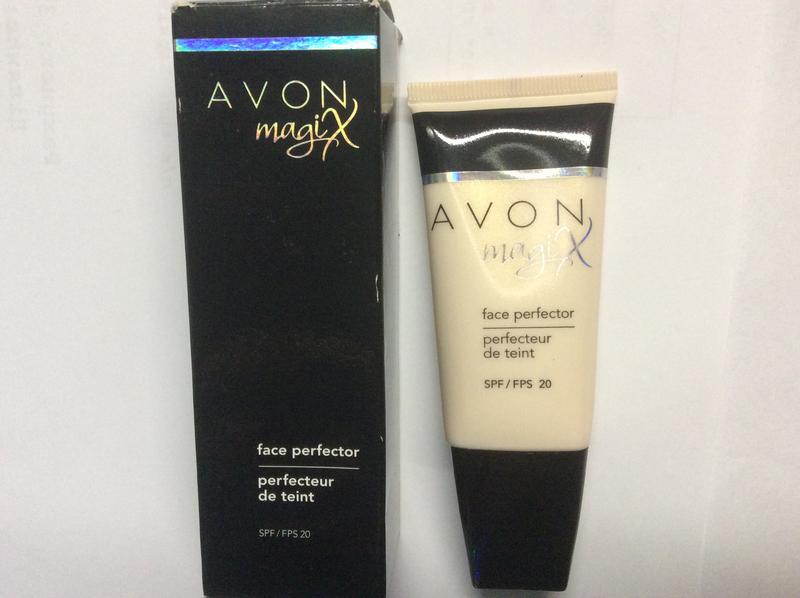 AVON
magiX
face perfector
perfecteur
de teint
SPF / FPS 20
AVON
magiX
face perfector
perfecteur
de teint
SPF / FPS 20